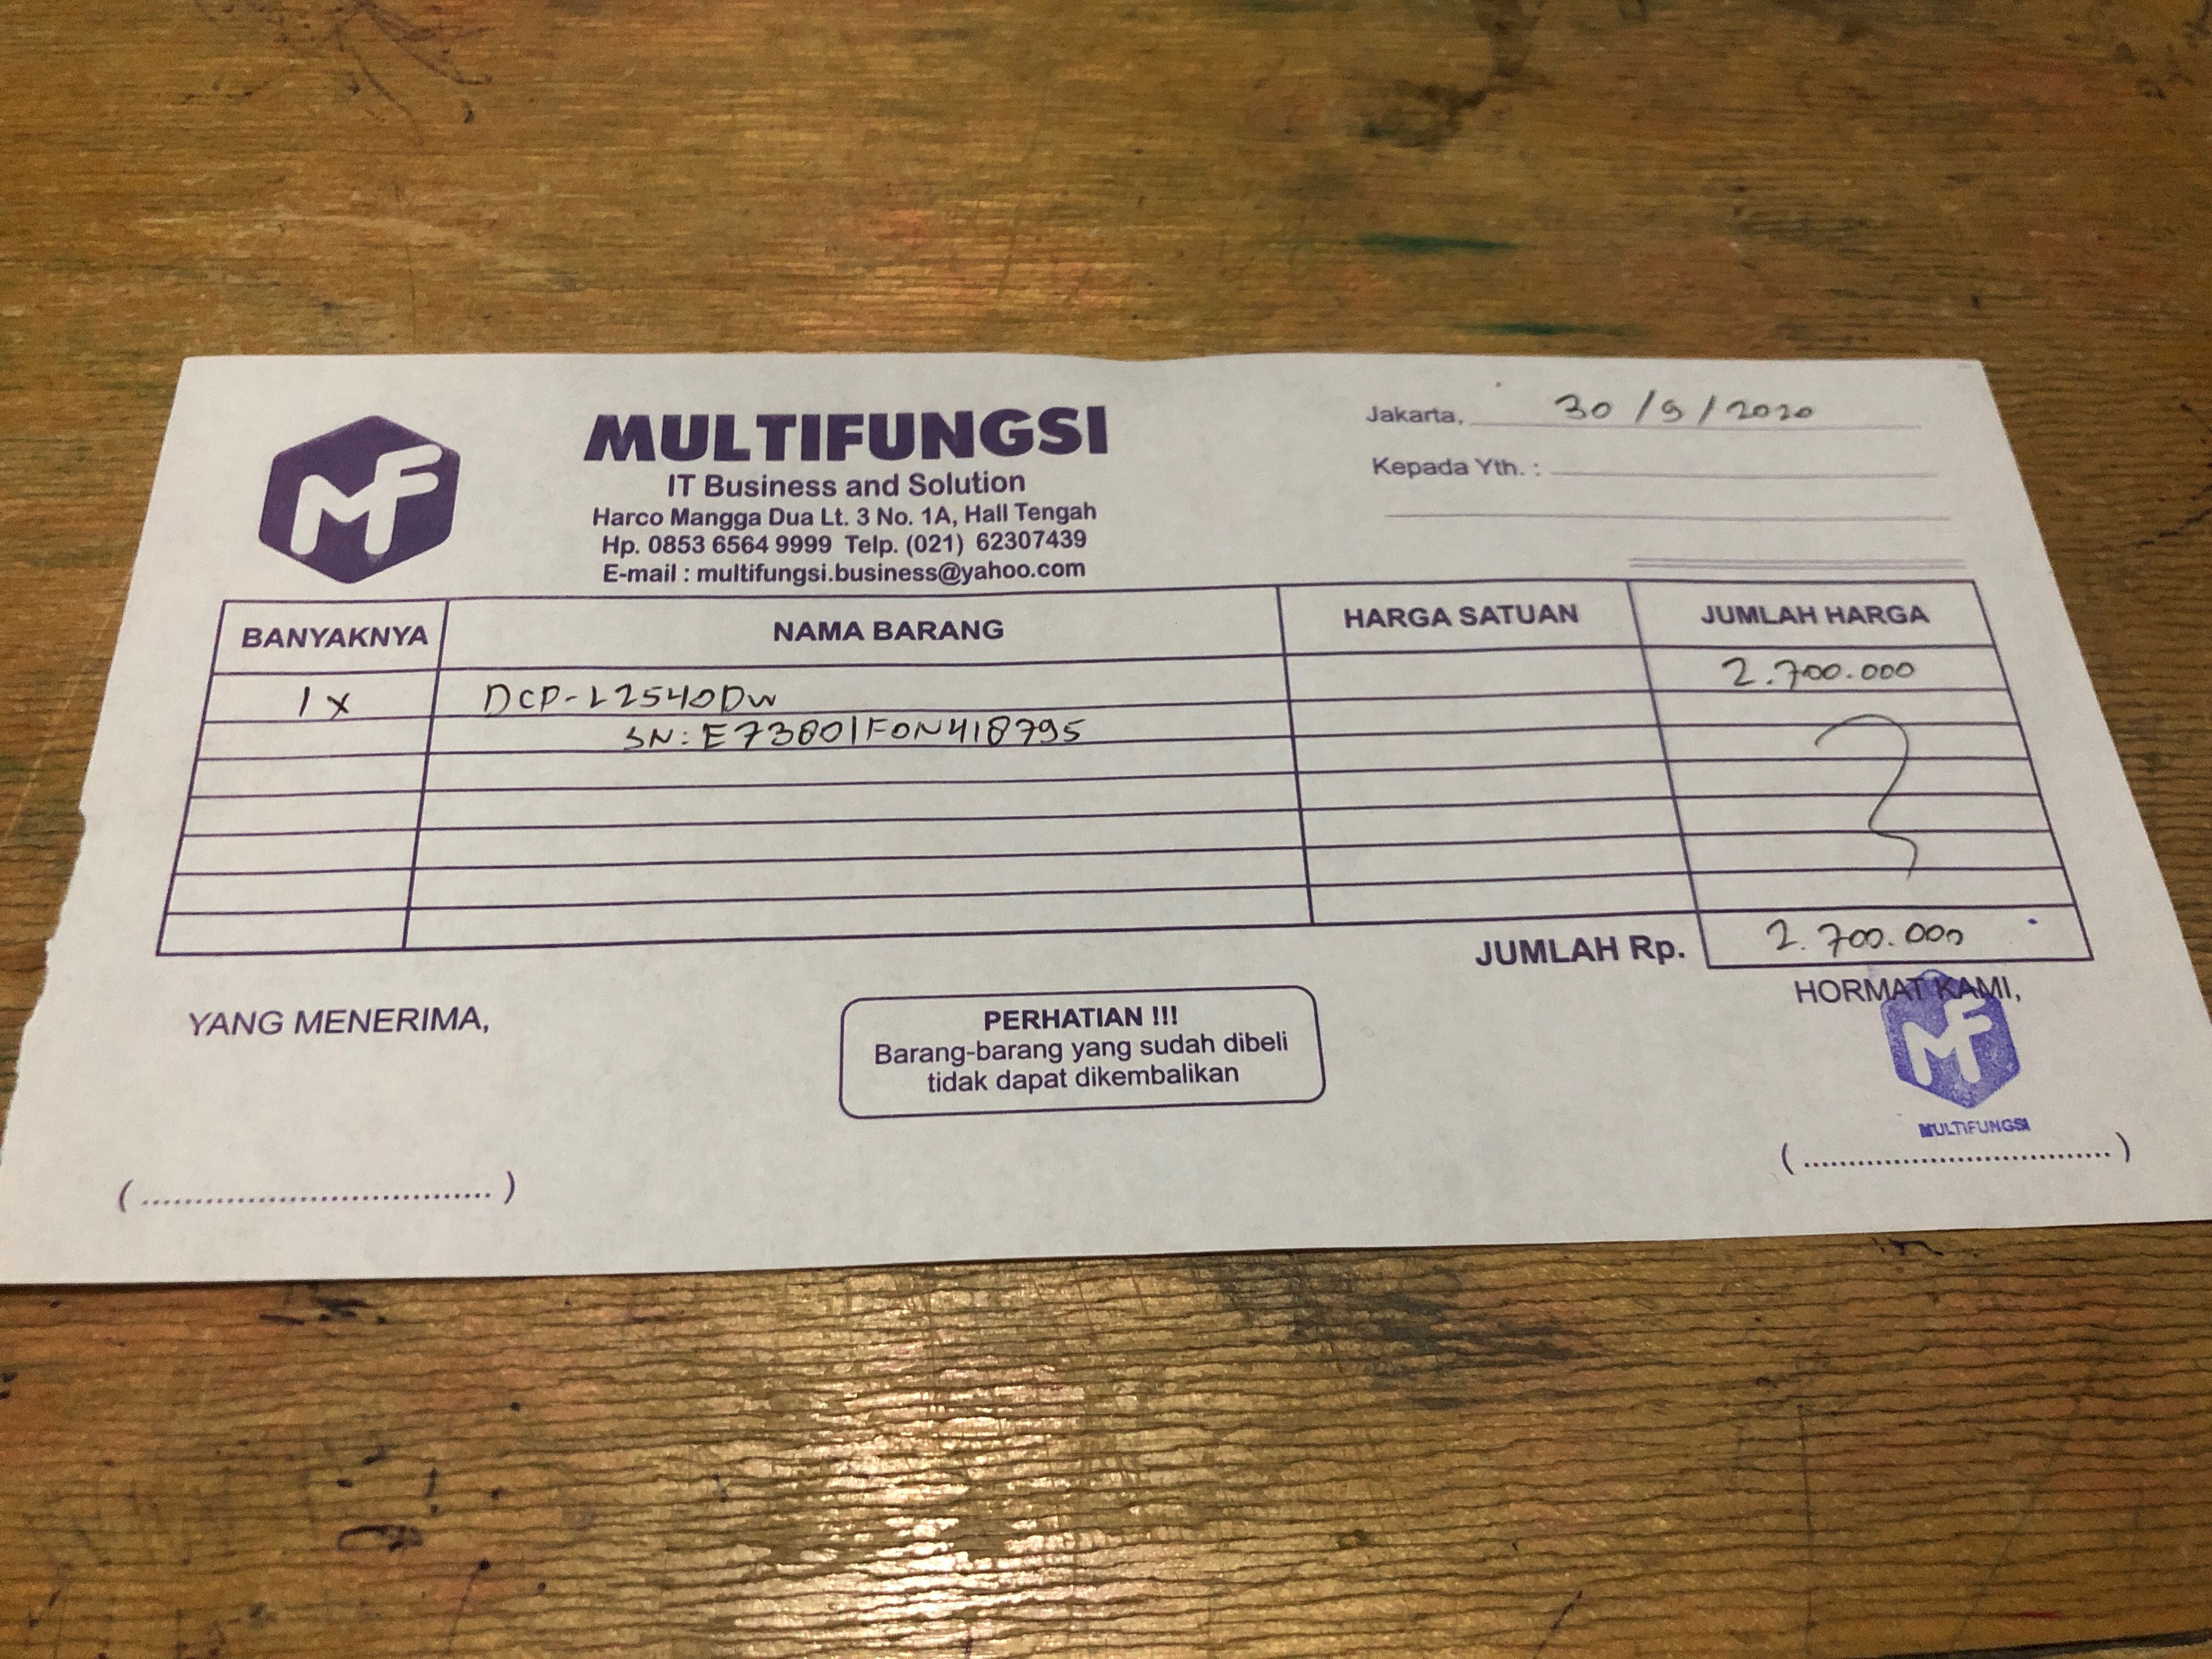 MF
MULTIFUNGSI
IT Business and Solution
Harco Mangga Dua Lt. 3 No. 1A, Hall Tengah
Hp. 0853 6564 9999 Telp. (021) 62307439
E-mail : multifungsi.business@yahoo.com
Jakarta, 30/9/2020
Kepada Yth. :
BANYAKNYA NAMA BARANG HARGA SATUAN JUMLAH HARGA
1x DCP-L2540DW 2.700.000
SN: E73801F0N418795
JUMLAH Rp. 2.700.000
YANG MENERIMA,
PERHATIAN !!!
Barang-barang yang sudah dibeli
tidak dapat dikembalikan
HORMAT KAMI,
MF
MULTIFUNGSI
(....................................)
(....................................)